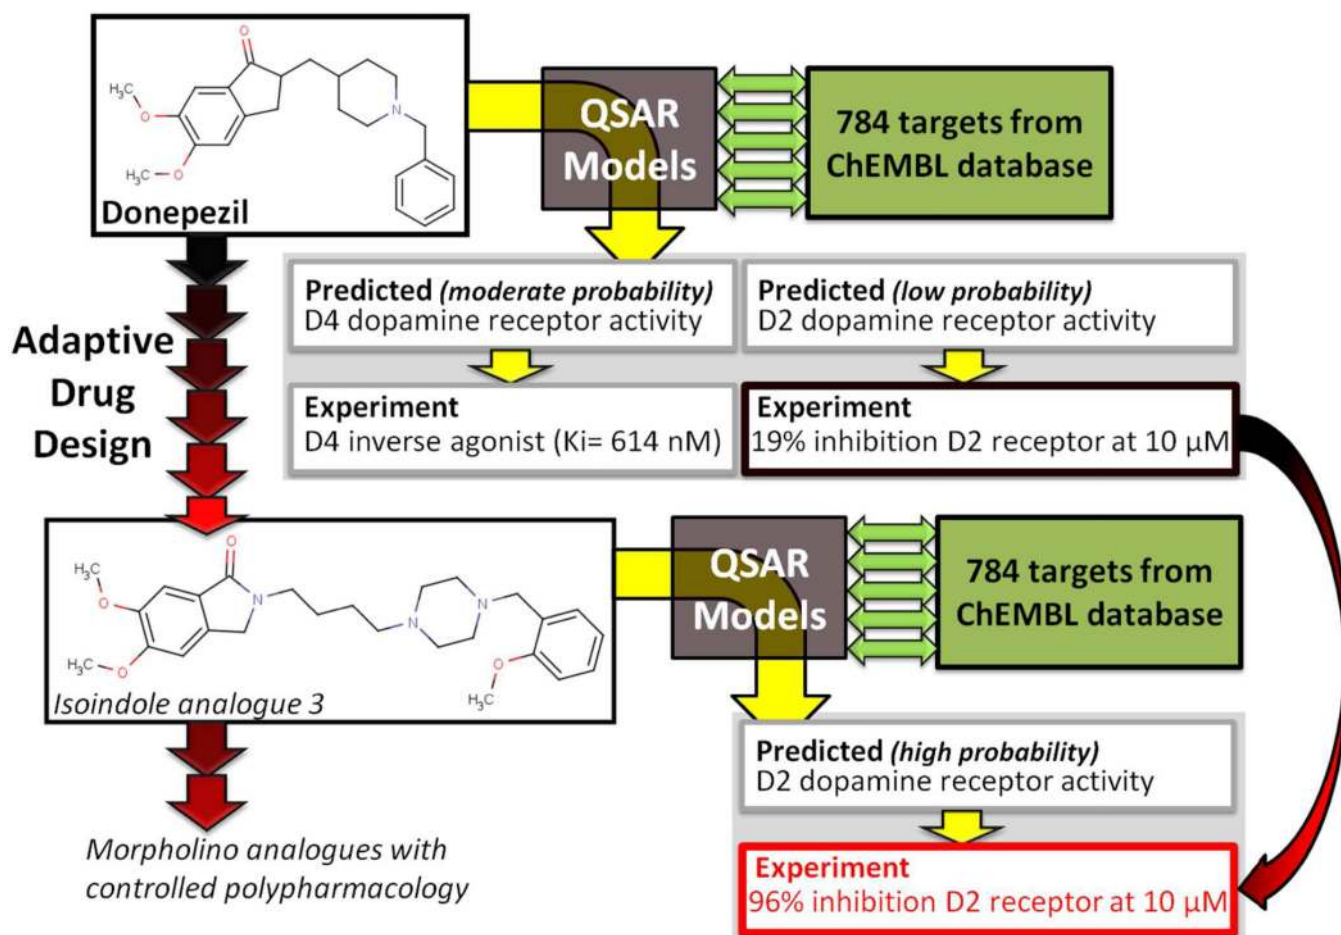 O
H₃C
O
N
H₃C
O
Donepezil
QSAR
Models
784 targets from
ChEMBL database
Predicted (moderate probability)
D4 dopamine receptor activity
Predicted (low probability)
D2 dopamine receptor activity
Adaptive
Drug
Design
Experiment
D4 inverse agonist (Ki= 614 nM)
Experiment
19% inhibition D2 receptor at 10 µM
O
H₃C
O
N
N
N
H₃C
O
O
H₃C
Isoindole analogue 3
QSAR
Models
784 targets from
ChEMBL database
Predicted (high probability)
D2 dopamine receptor activity
Morpholino analogues with
controlled polypharmacology
Experiment
96% inhibition D2 receptor at 10 µM